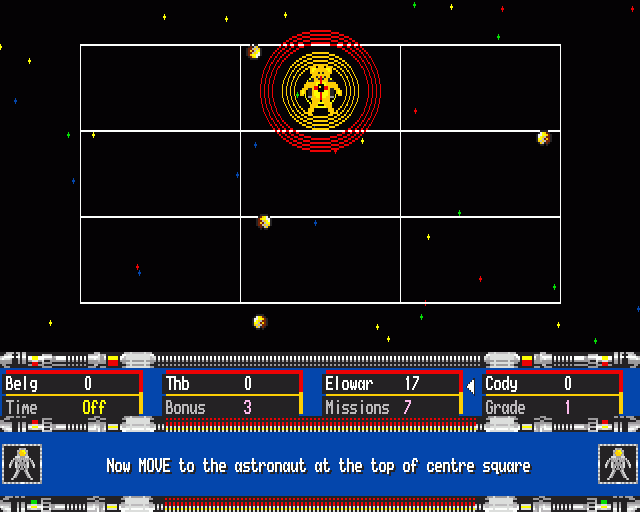 Belg 0 Thb 0 Elowar 17 Cody 0
Time Off Bonus 3 Missions 7 Grade 1
Now MOVE to the astronaut at the top of centre square